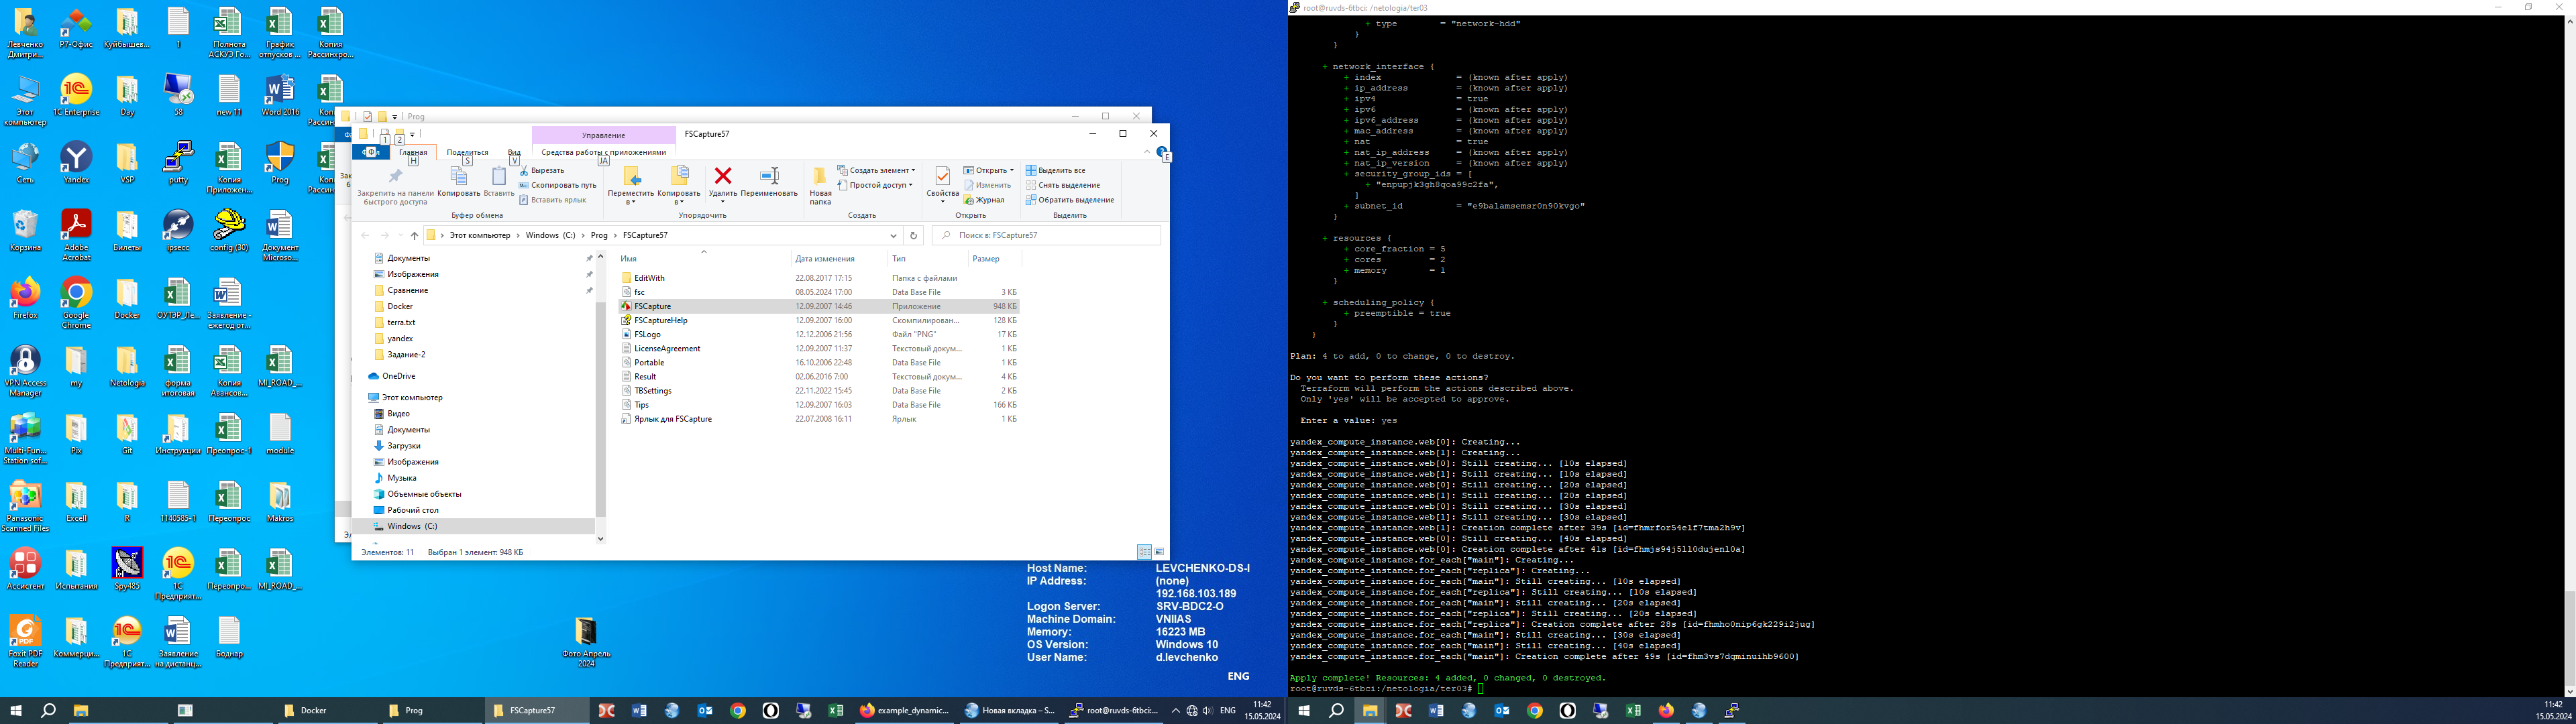 Левченко Дмитри...
Р7-Офис
Куйбышев...
1
Полнота АСКУЭ Го...
График отпусков ...
Копия Рассинхро...
Этот компьютер
1C Enterprise
Day
58
new 11
Word 2016
Сеть
Yandex
VSP
putty
Копия Приложен...
Prog
Корзина
Adobe Acrobat
Билеты
ipsecc
config (30)
Документ Microso...
Firefox
Google Chrome
Docker
ОУТЭР_Ле...
Заявление - ежегод от...
VPN Access Manager
my
Netologia
форма итоговая
Копия Авансов...
MI_ROAD_...
Multi-Fun... Station sof...
Pix
Git
Инструкции
Преопрос-1
module
Panasonic Scanned Files
Excell
R
1140585-1
Переопрос
Makros
Ассистент
Испытания
Spy485
1С Предприят...
Переопро...
MI_ROAD_...
Foxit PDF Reader
Коммерци...
1С Предприят...
Заявление на дистанц...
Боднар
Фото Апрель 2024
Prog
FSCapture57
Управление
Главная
Поделиться
Вид
Средства работы с приложениями
Закрепить на панели быстрого доступа
Копировать
Вставить
Вырезать
Скопировать путь
Вставить ярлык
Буфер обмена
Переместить в
Копировать в
Удалить
Переименовать
Упорядочить
Новая папка
Создать элемент
Простой доступ
Создать
Свойства
Открыть
Изменить
Журнал
Открыть
Выделить все
Снять выделение
Обратить выделение
Выделить
Этот компьютер > Windows (C:) > Prog > FSCapture57
Поиск в: FSCapture57
Документы
Изображения
Сравнение
Docker
terra.txt
yandex
Задание-2
OneDrive
Этот компьютер
Видео
Документы
Загрузки
Изображения
Музыка
Объемные объекты
Рабочий стол
Windows (C:)
Имя Дата изменения Тип Размер
EditWith 22.08.2017 17:15 Папка с файлами
fsc 08.05.2024 17:00 Data Base File 3 КБ
FSCapture 12.09.2007 14:46 Приложение 948 КБ
FSCaptureHelp 12.09.2007 16:00 Скомпилирован... 128 КБ
FSLogo 12.12.2006 21:56 Файл "PNG" 17 КБ
LicenseAgreement 12.09.2007 11:37 Текстовый докум... 1 КБ
Portable 16.10.2006 22:48 Data Base File 1 КБ
Result 02.06.2016 7:00 Текстовый докум... 4 КБ
TBSettings 22.11.2022 15:45 Data Base File 2 КБ
Tips 12.09.2007 16:03 Data Base File 166 КБ
Ярлык для FSCapture 22.07.2008 16:11 Ярлык 1 КБ
Элементов: 11 Выбран 1 элемент: 948 КБ
Host Name: LEVCHENKO-DS-I
IP Address: (none)
192.168.103.189
Logon Server: SRV-BDC2-O
Machine Domain: VNIIAS
Memory: 16223 MB
OS Version: Windows 10
User Name: d.levchenko
ENG
Docker
Prog
FSCapture57
example_dynamic...
Новая вкладка – S...
root@ruvds-6tbci:...
ENG
11:42
15.05.2024
root@ruvds-6tbci: /netologia/ter03
+ type = "network-hdd"
}
}
+ network_interface {
+ index = (known after apply)
+ ip_address = (known after apply)
+ ipv4 = true
+ ipv6 = (known after apply)
+ ipv6_address = (known after apply)
+ mac_address = (known after apply)
+ nat = true
+ nat_ip_address = (known after apply)
+ nat_ip_version = (known after apply)
+ security_group_ids = [
+ "enpupjk3gh8qoa99c2fa",
]
+ subnet_id = "e9balamsemsr0n90kvgo"
}
+ resources {
+ core_fraction = 5
+ cores = 2
+ memory = 1
}
+ scheduling_policy {
+ preemptible = true
}
}
Plan: 4 to add, 0 to change, 0 to destroy.
Do you want to perform these actions?
Terraform will perform the actions described above.
Only 'yes' will be accepted to approve.
Enter a value: yes
yandex_compute_instance.web[0]: Creating...
yandex_compute_instance.web[1]: Creating...
yandex_compute_instance.web[0]: Still creating... [10s elapsed]
yandex_compute_instance.web[1]: Still creating... [10s elapsed]
yandex_compute_instance.web[0]: Still creating... [20s elapsed]
yandex_compute_instance.web[1]: Still creating... [20s elapsed]
yandex_compute_instance.web[0]: Still creating... [30s elapsed]
yandex_compute_instance.web[1]: Still creating... [30s elapsed]
yandex_compute_instance.web[1]: Creation complete after 39s [id=fhmrfor54elf7tma2h9v]
yandex_compute_instance.web[0]: Still creating... [40s elapsed]
yandex_compute_instance.web[0]: Creation complete after 41s [id=fhmjs94j5ll0dujenl0a]
yandex_compute_instance.for_each["main"]: Creating...
yandex_compute_instance.for_each["replica"]: Creating...
yandex_compute_instance.for_each["main"]: Still creating... [10s elapsed]
yandex_compute_instance.for_each["replica"]: Still creating... [10s elapsed]
yandex_compute_instance.for_each["main"]: Still creating... [20s elapsed]
yandex_compute_instance.for_each["replica"]: Still creating... [20s elapsed]
yandex_compute_instance.for_each["replica"]: Creation complete after 28s [id=fhmho0nip6gk229i2jug]
yandex_compute_instance.for_each["main"]: Still creating... [30s elapsed]
yandex_compute_instance.for_each["main"]: Still creating... [40s elapsed]
yandex_compute_instance.for_each["main"]: Creation complete after 49s [id=fhm3vs7dqminuihb9600]
Apply complete! Resources: 4 added, 0 changed, 0 destroyed.
root@ruvds-6tbci:/netologia/ter03#
11:42
15.05.2024